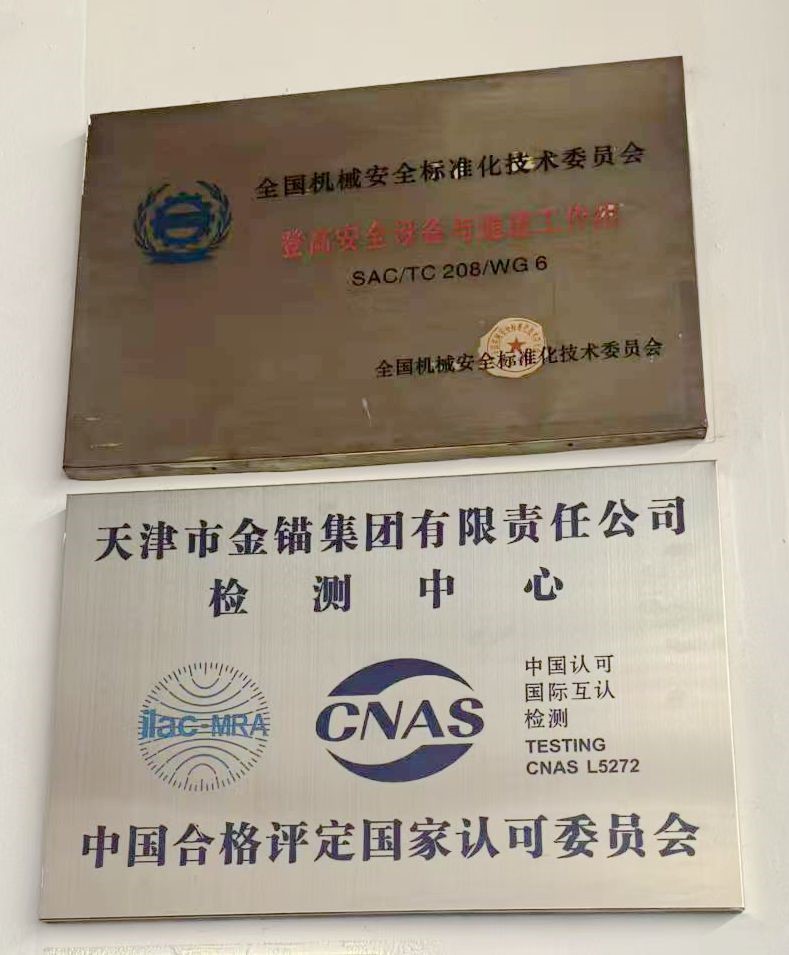 全国机械安全标准化技术委员会
登高安全设备与通道工作组
SAC/TC 208/WG 6
全国机械安全标准化技术委员会
天津市金锚集团有限责任公司
检测中心
ilac-MRA
CNAS
中国认可
国际互认
检测
TESTING
CNAS L5272
中国合格评定国家认可委员会